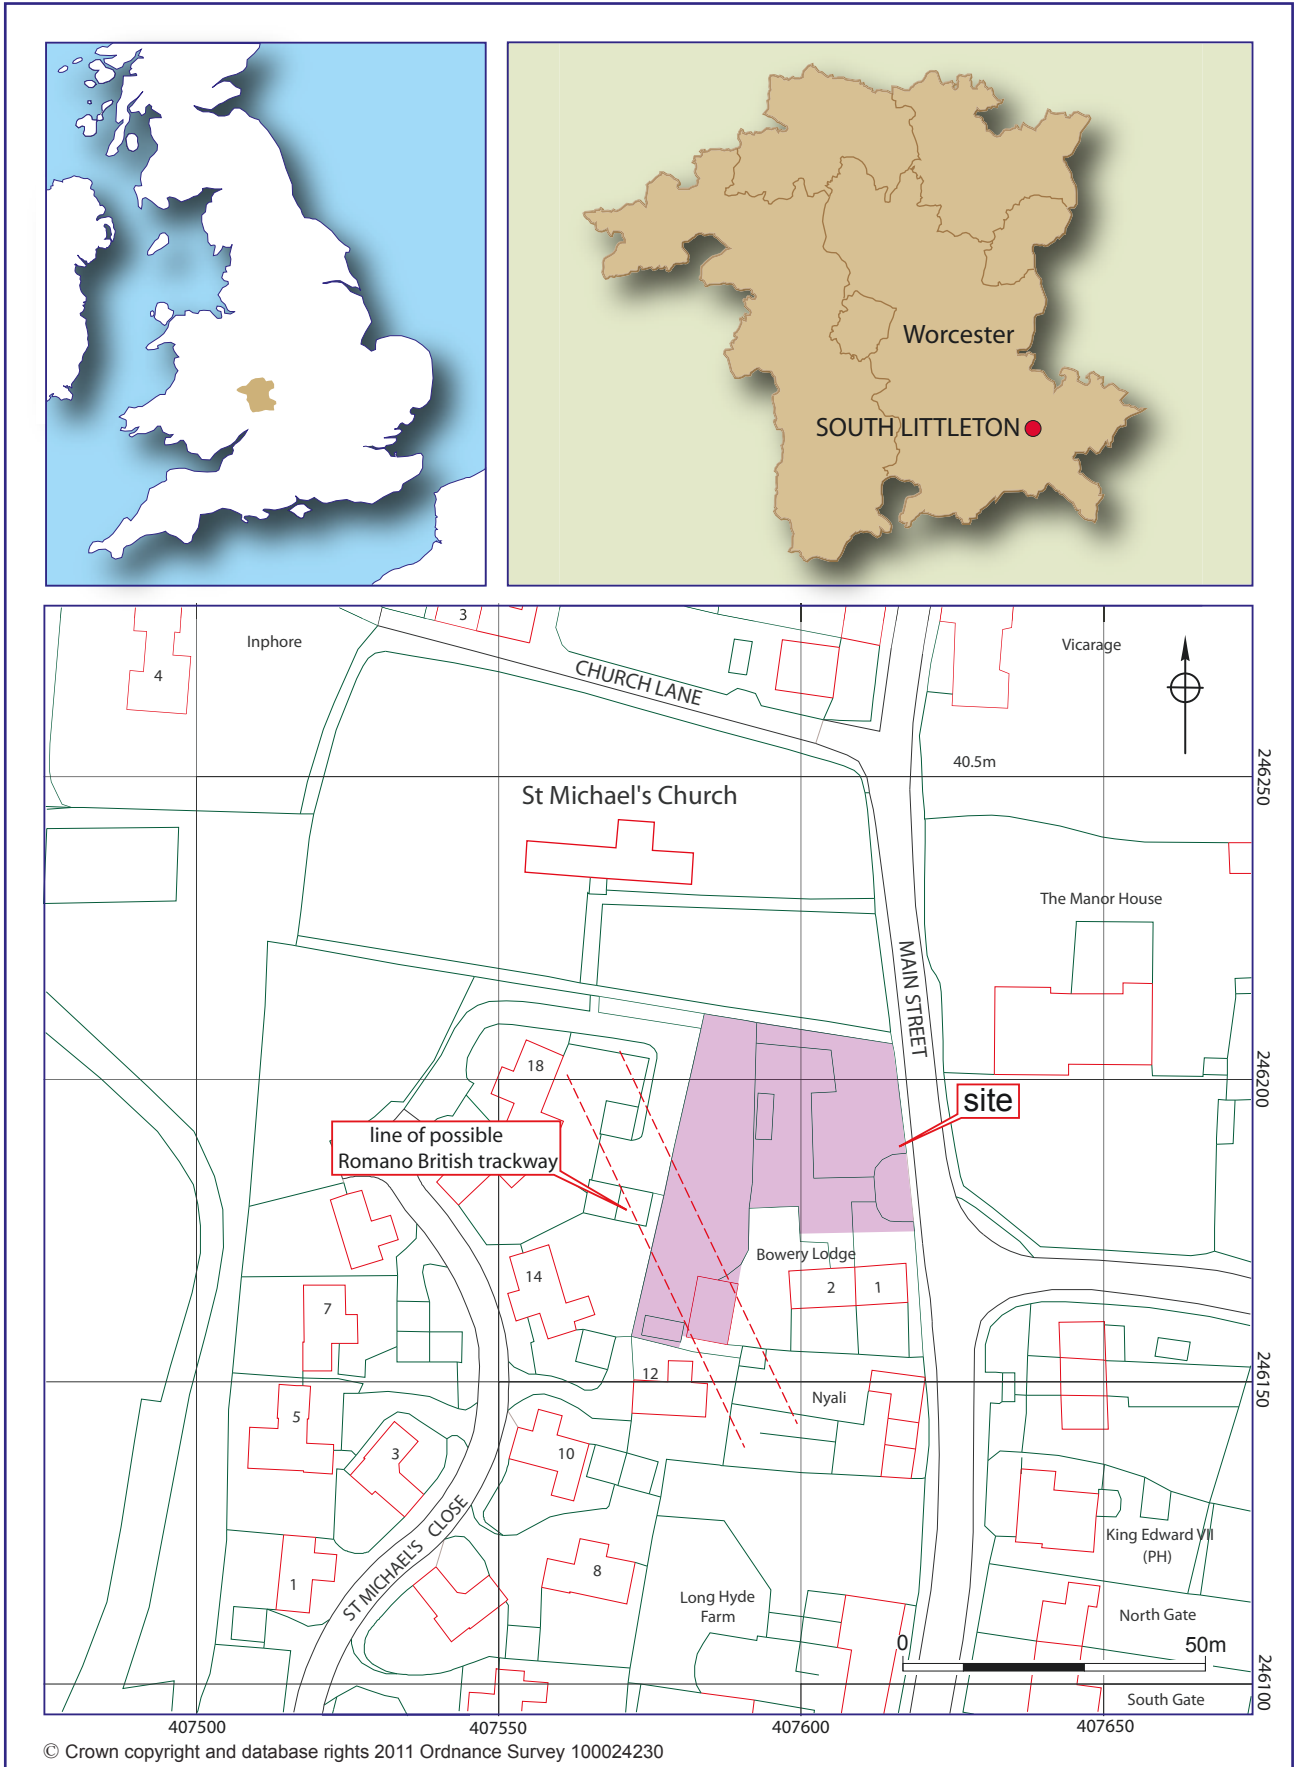 Worcester
SOUTH LITTLETON
3
Inphore
Vicarage
4
CHURCH LANE
40.5m
246250
St Michael's Church
The Manor House
MAIN STREET
18
246200
site
line of possible
Romano British trackway
Bowery Lodge
14
2
1
7
12
246150
Nyali
5
3
10
King Edward VII
(PH)
ST MICHAEL'S CLOSE
8
1
Long Hyde
Farm
North Gate
0
50m
246100
South Gate
407500
407550
407600
407650
© Crown copyright and database rights 2011 Ordnance Survey 100024230